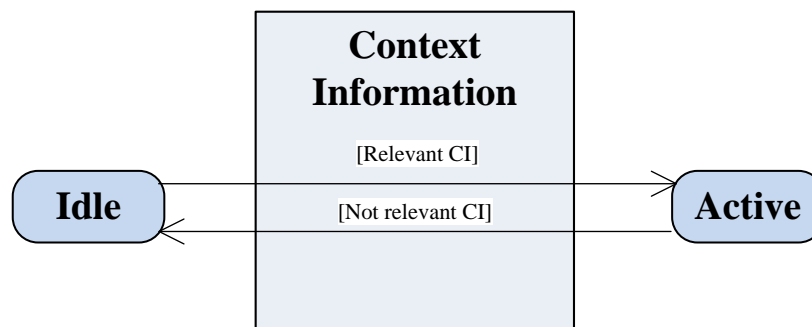 Context
Information
[Relevant CI]
Idle
[Not relevant CI]
Active